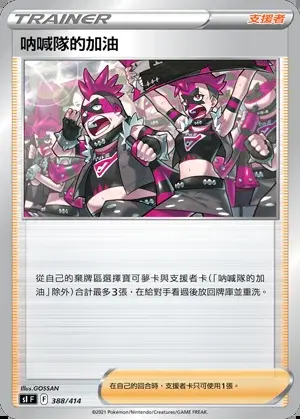 TRAINER
支援者
吶喊隊的加油
從自己的棄牌區選擇寶可夢卡與支援者卡(「吶喊隊的加
油」除外)合計最多3張,在給對手看過後放回牌庫並重洗。
Illus.GOSSAN
sI F F 388/414
在自己的回合時,支援者卡只可使用1張。
©2021 Pokémon/Nintendo/Creatures/GAME FREAK.